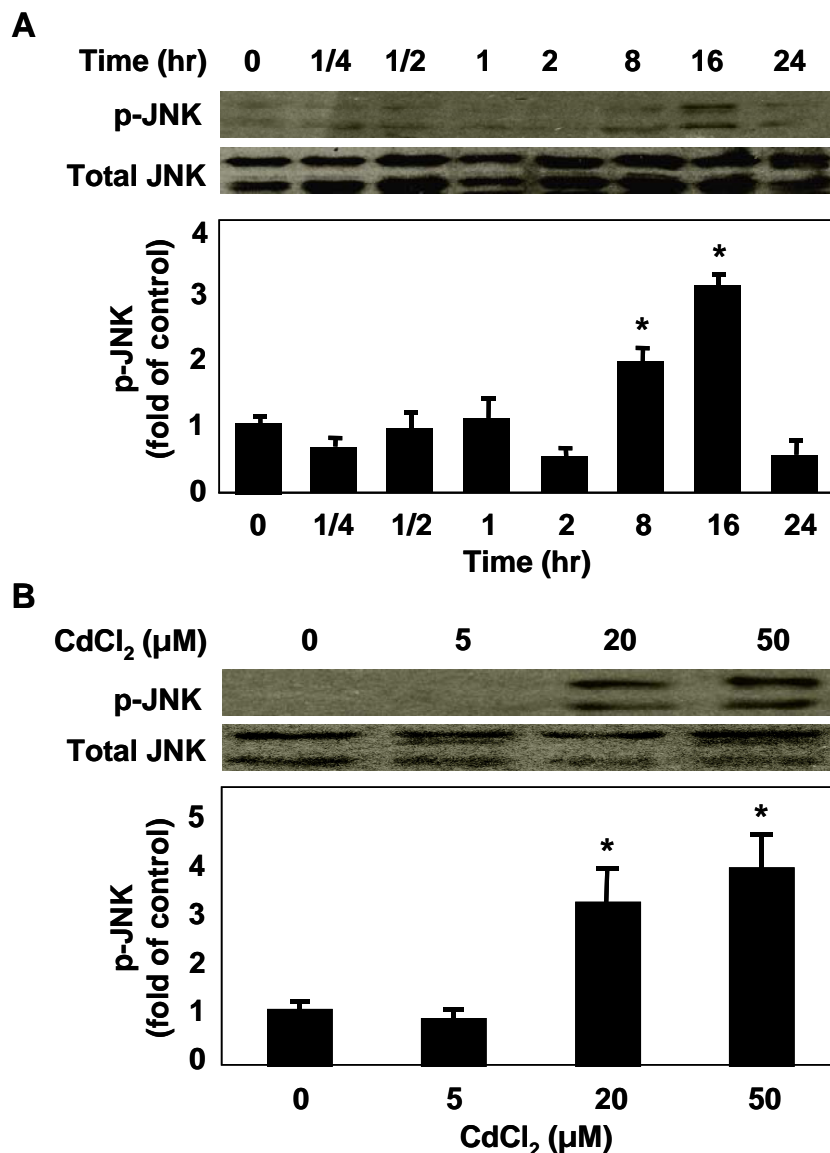 A
Time (hr) 0 1/4 1/2 1 2 8 16 24
p-JNK
Total JNK
p-JNK
(fold of control)
4
*
3
*
2
1
0
0 1/4 1/2 1 2 8 16 24
Time (hr)
B
CdCl₂ (µM) 0 5 20 50
p-JNK
Total JNK
p-JNK
(fold of control)
5
*
*
4
3
2
1
0
0 5 20 50
CdCl₂ (µM)